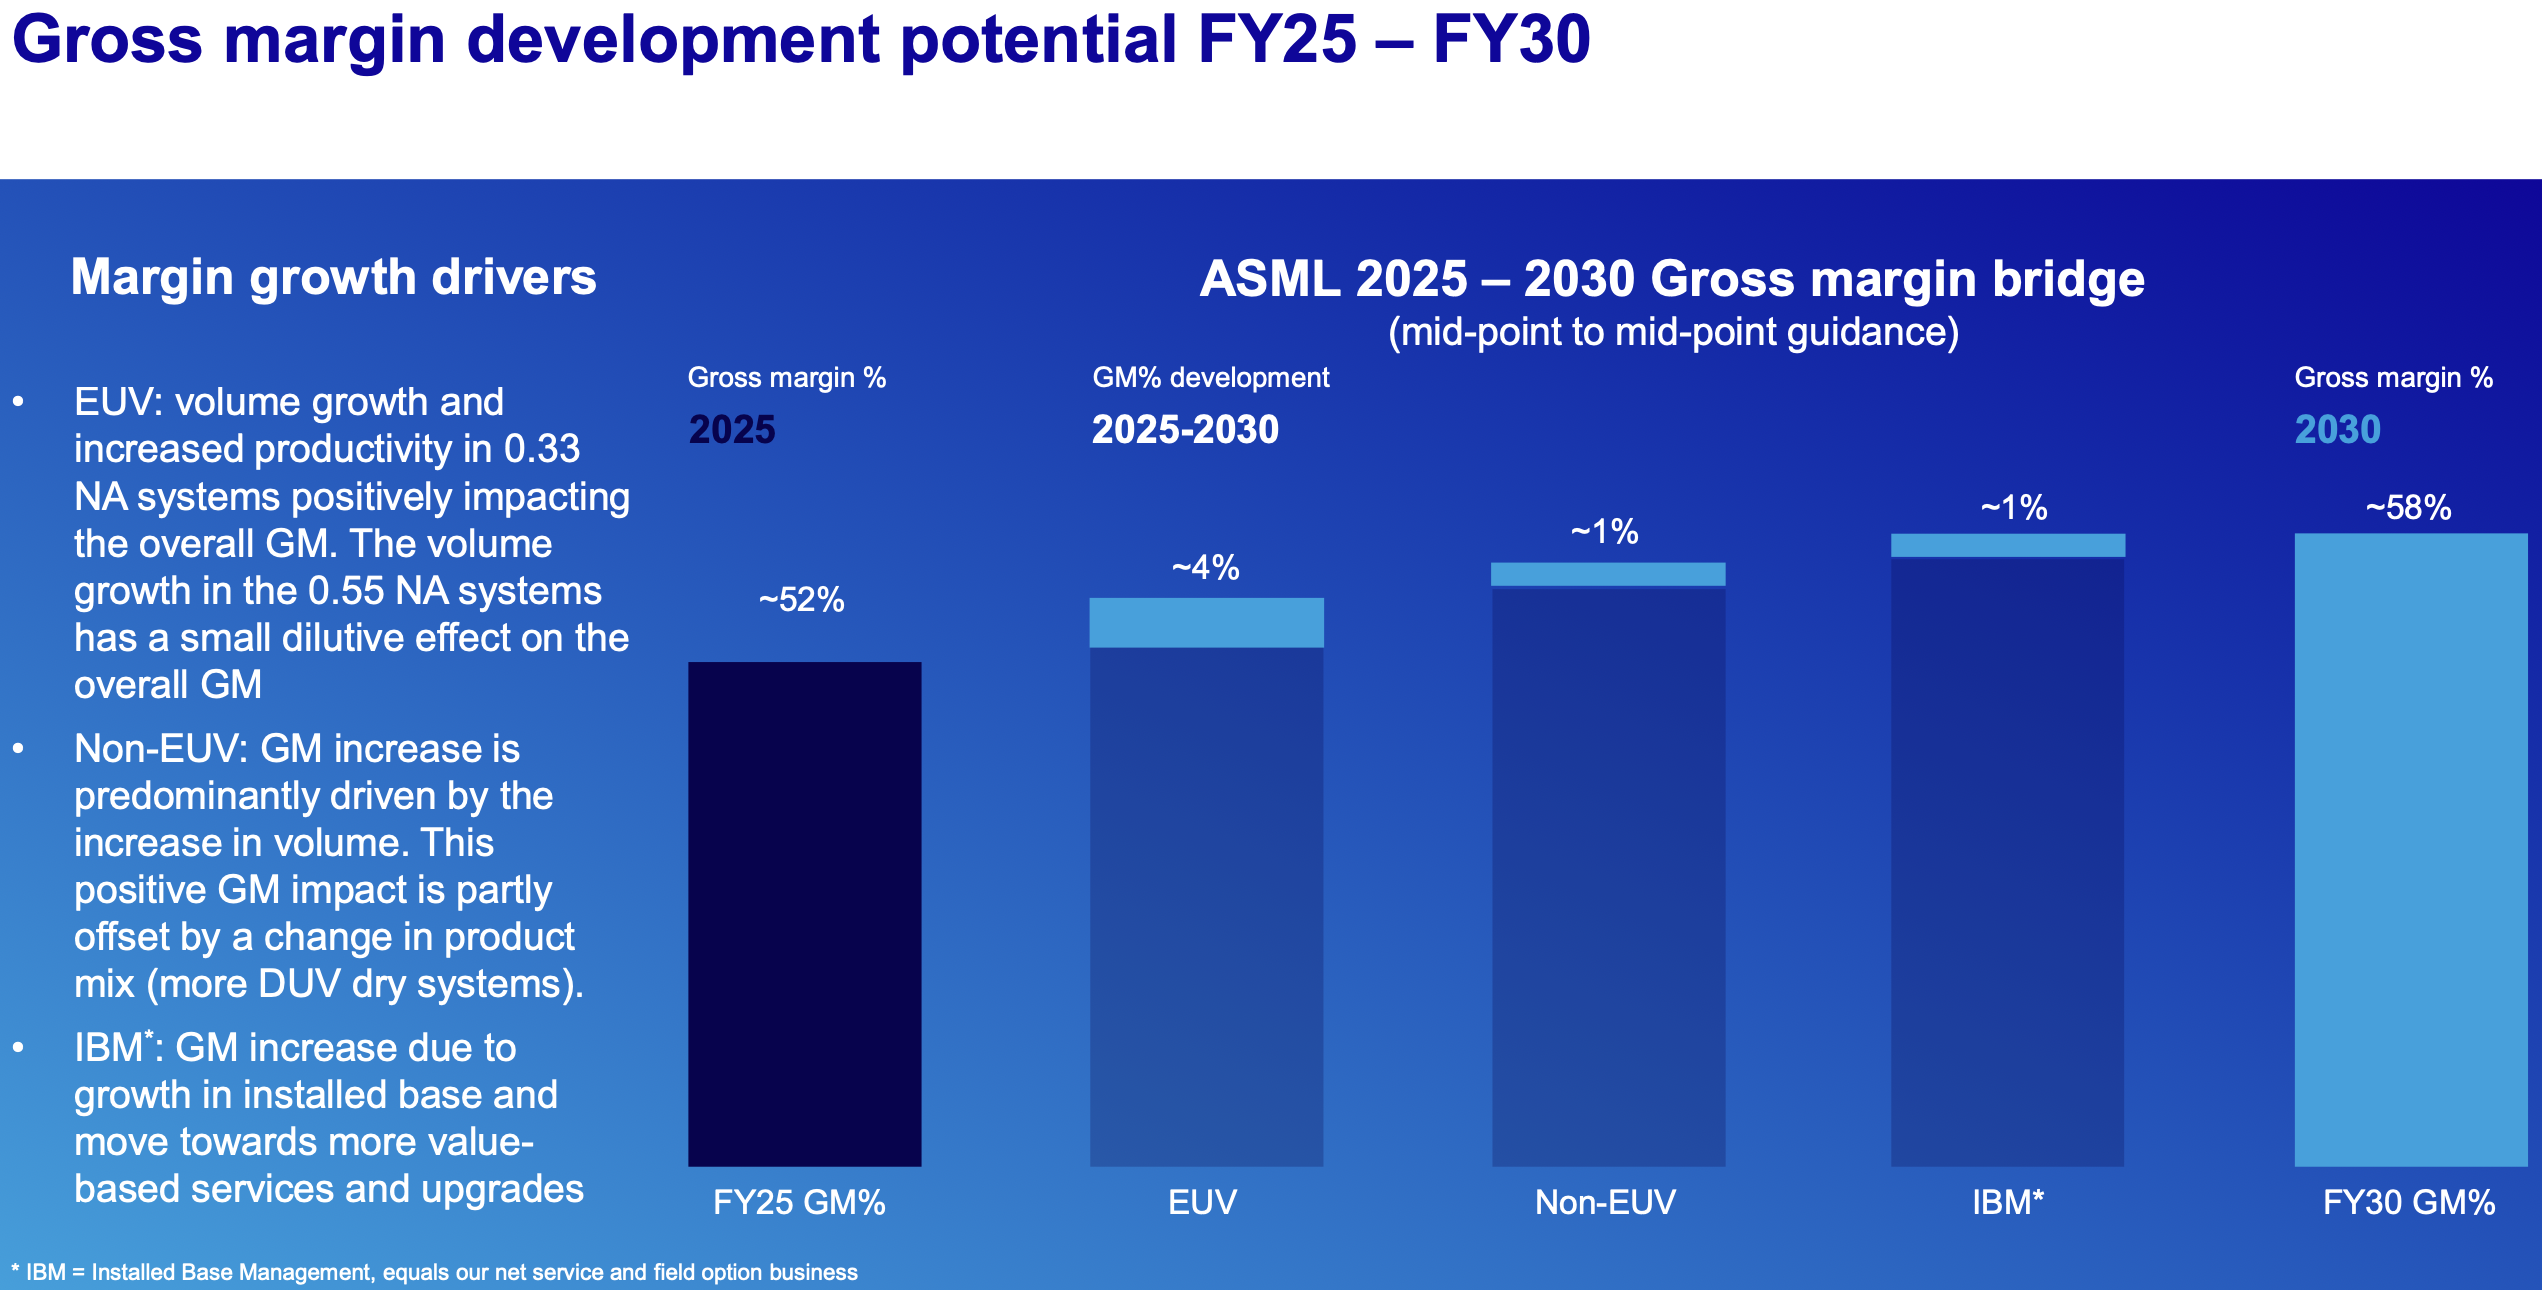 Gross margin development potential FY25 – FY30
Margin growth drivers
• EUV: volume growth and
increased productivity in 0.33
NA systems positively impacting
the overall GM. The volume
growth in the 0.55 NA systems
has a small dilutive effect on the
overall GM
• Non-EUV: GM increase is
predominantly driven by the
increase in volume. This
positive GM impact is partly
offset by a change in product
mix (more DUV dry systems).
• IBM*: GM increase due to
growth in installed base and
move towards more value-
based services and upgrades
ASML 2025 – 2030 Gross margin bridge
(mid-point to mid-point guidance)
Gross margin %
2025
GM% development
2025-2030
Gross margin %
2030
~52%
~4%
~1%
~1%
~58%
FY25 GM%
EUV
Non-EUV
IBM*
FY30 GM%
* IBM = Installed Base Management, equals our net service and field option business